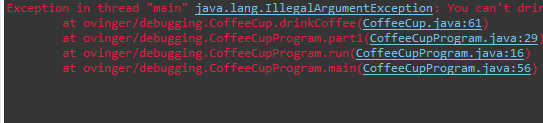 Exception in thread "main" java.lang.IllegalArgumentException: You can't
at ovinger/debugging.CoffeeCup.drinkCoffee(CoffeeCup.java:61)
at ovinger/debugging.CoffeeCupProgram.part1(CoffeeCupProgram.java:29)
at ovinger/debugging.CoffeeCupProgram.run(CoffeeCupProgram.java:16)
at ovinger/debugging.CoffeeCupProgram.main(CoffeeCupProgram.java:56)